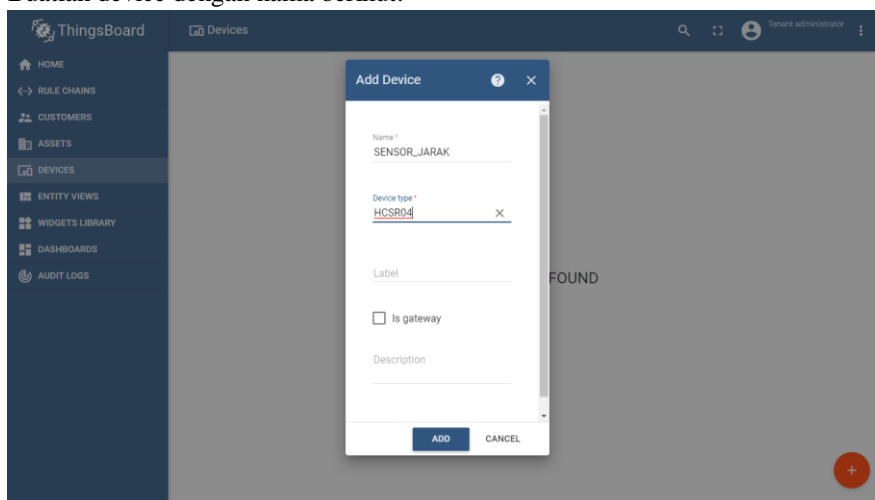 Buatlah device dengan nama berikut:
ThingsBoard
Devices
Tenant administrator
HOME
RULE CHAINS
CUSTOMERS
ASSETS
DEVICES
ENTITY VIEWS
WIDGETS LIBRARY
DASHBOARDS
AUDIT LOGS
Add Device
Name *
SENSOR_JARAK
Device type *
HCSR04
Label
FOUND
Is gateway
Description
ADD CANCEL